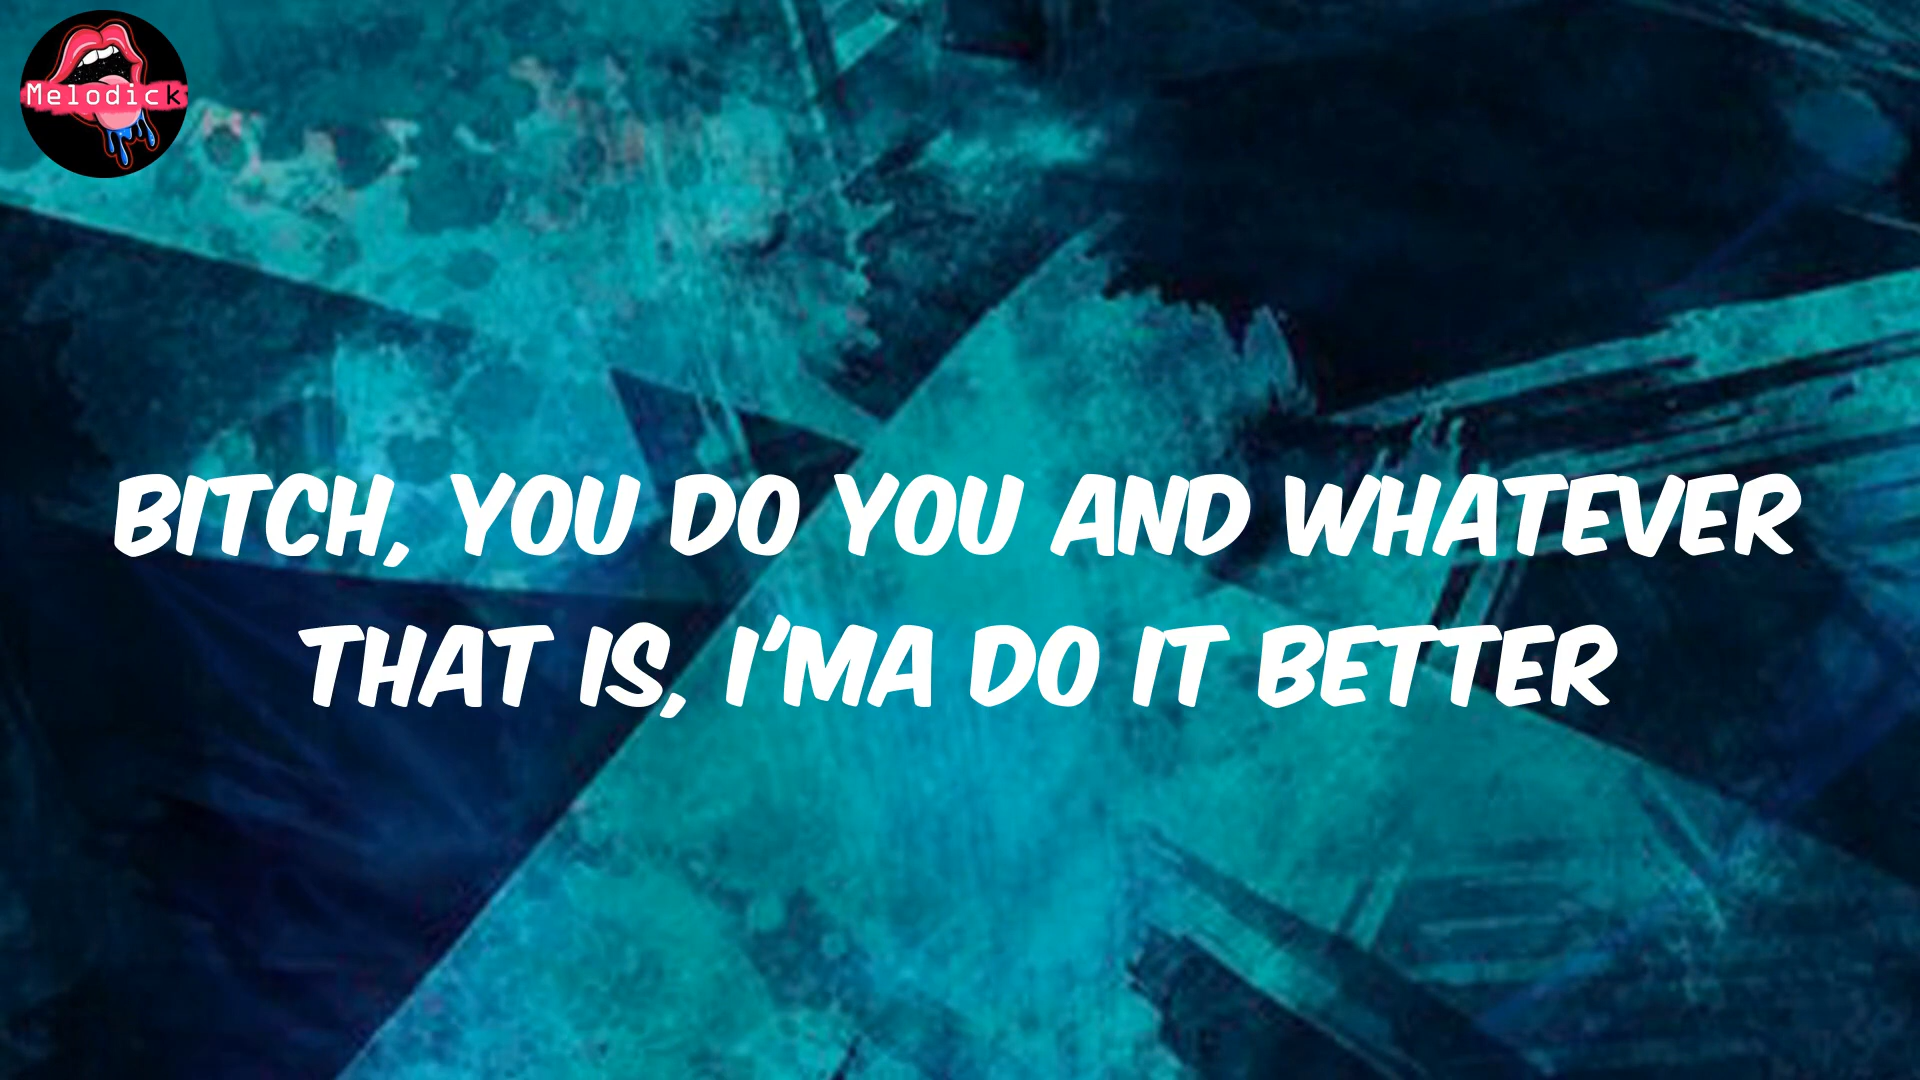 Melodick
BITCH, YOU DO YOU AND WHATEVER
THAT IS, I'MA DO IT BETTER